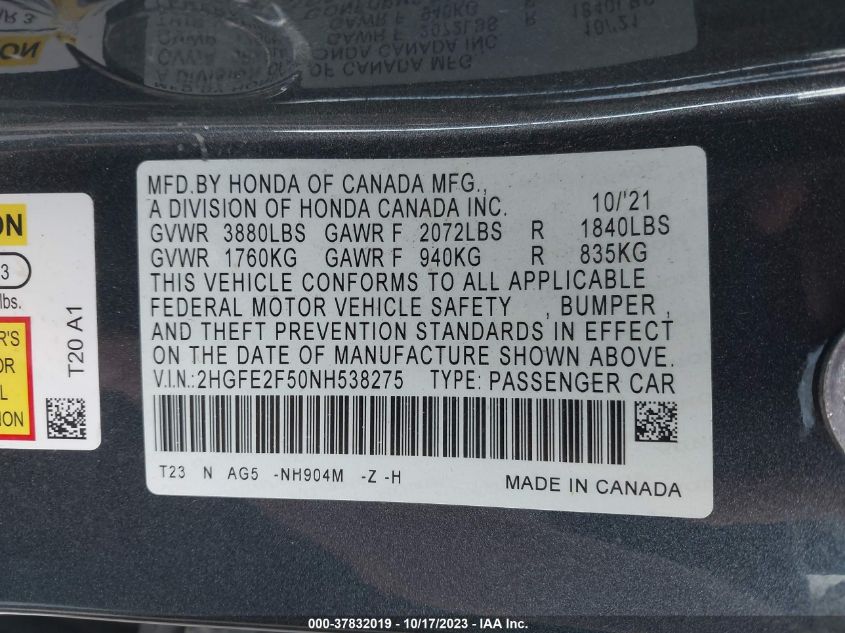 MFD.BY HONDA OF CANADA MFG.,
A DIVISION OF HONDA CANADA INC. 10/'21
GVWR 3880LBS GAWR F 2072LBS R 1840LBS
GVWR 1760KG GAWR F 940KG R 835KG
THIS VEHICLE CONFORMS TO ALL APPLICABLE
FEDERAL MOTOR VEHICLE SAFETY , BUMPER ,
AND THEFT PREVENTION STANDARDS IN EFFECT
ON THE DATE OF MANUFACTURE SHOWN ABOVE.
V.I.N.:2HGFE2F50NH538275 TYPE: PASSENGER CAR
T23 N AG5 -NH904M -Z -H
MADE IN CANADA
3
lbs.
T20 A1
000-37832019 - 10/17/2023 - IAA Inc.